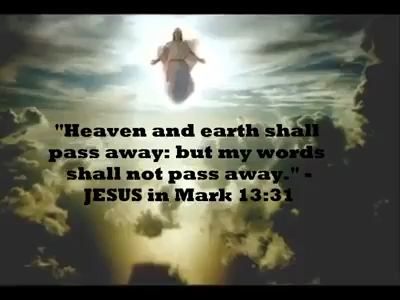 "Heaven and earth shall
pass away: but my words
shall not pass away." -
JESUS in Mark 13:31